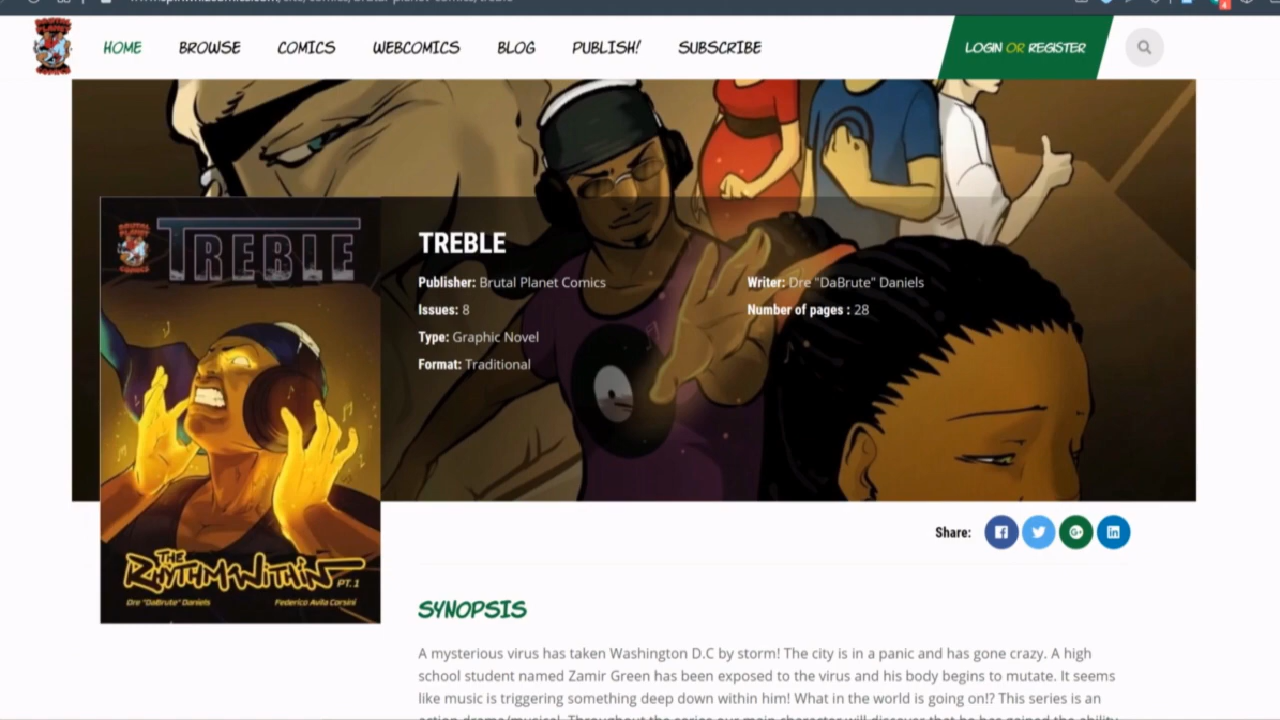 HOME BROWSE COMICS WEBCOMICS BLOG PUBLISH! SUBSCRIBE LOGIN OR REGISTER
BRUTAL PLANET COMICS
TREBLE
THE RHYTHM WITHIN PT. 1
Dre "DaBrute" Daniels Federico Avila Corsini
TREBLE
Publisher: Brutal Planet Comics
Writer: Dre "DaBrute" Daniels
Issues: 8
Number of pages : 28
Type: Graphic Novel
Format: Traditional
Share:
SYNOPSIS
A mysterious virus has taken Washington D.C by storm! The city is in a panic and has gone crazy. A high
school student named Zamir Green has been exposed to the virus and his body begins to mutate. It seems
like music is triggering something deep down within him! What in the world is going on!? This series is an